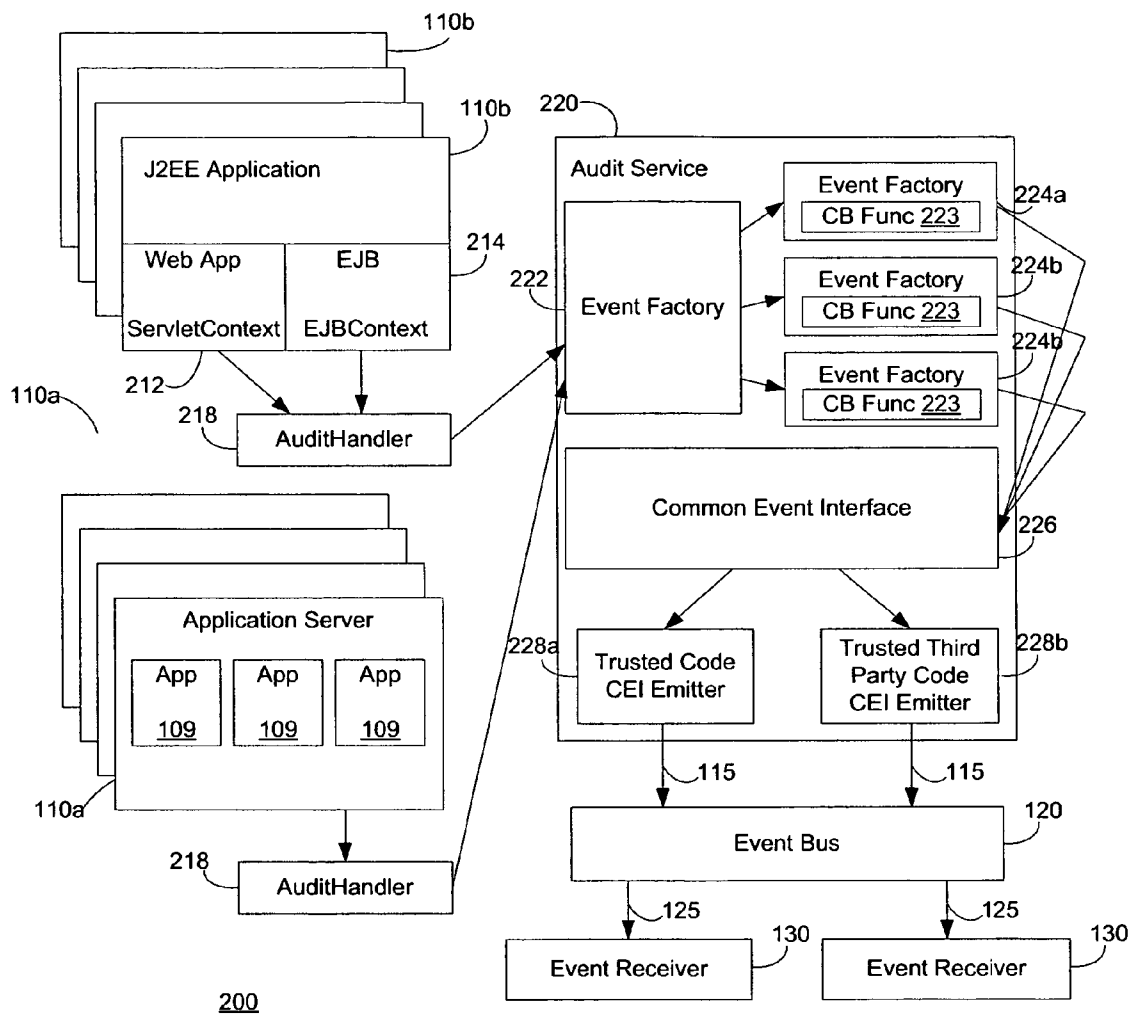 110b
220
110b
J2EE Application
Audit Service
Event Factory
CB Func 223
224a
Web App
EJB
214
222
Event Factory
Event Factory
CB Func 223
224b
ServletContext
EJBContext
224b
212
Event Factory
CB Func 223
110a
218
AuditHandler
Common Event Interface
226
Application Server
App
109
App
109
App
109
228a
Trusted Code
CEI Emitter
Trusted Third
Party Code
CEI Emitter
228b
110a
115
115
218
AuditHandler
Event Bus
120
125
125
Event Receiver
130
Event Receiver
130
200